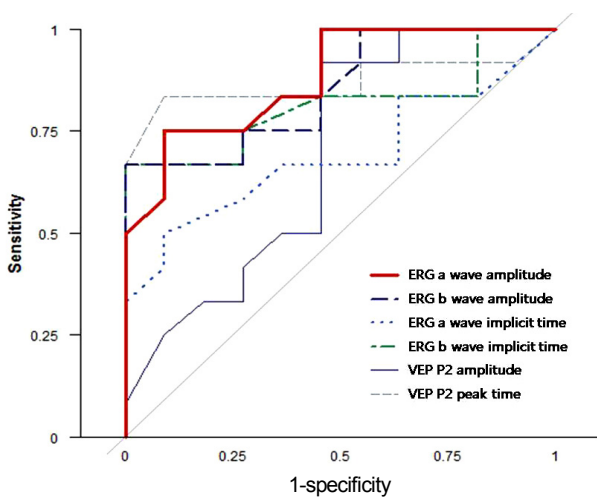 1
0.75
0.5
0.25
0
Sensitivity
ERG a wave amplitude
ERG b wave amplitude
ERG a wave implicit time
ERG b wave implicit time
VEP P2 amplitude
VEP P2 peak time
0 0.25 0.5 0.75 1
1-specificity